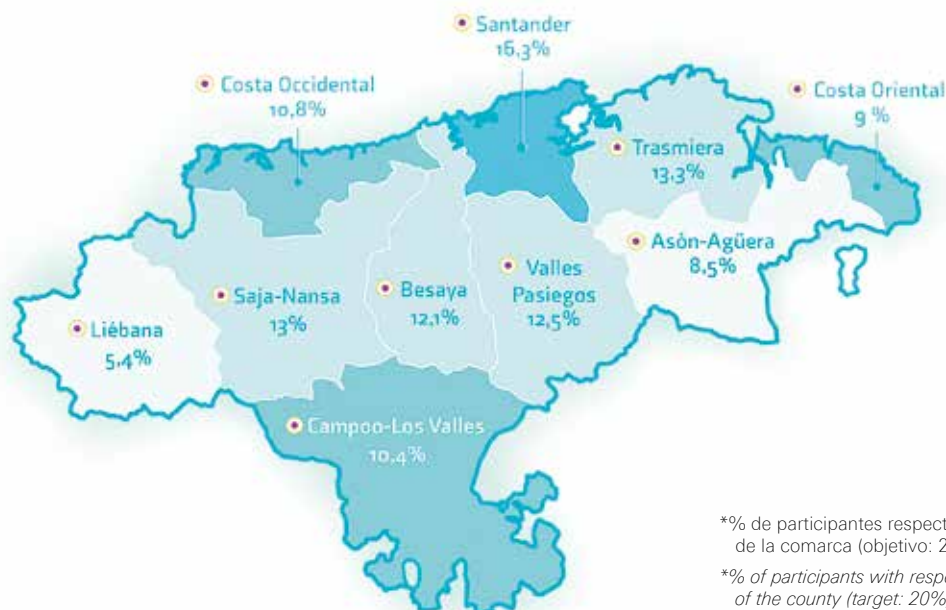 Santander
16,3%
Costa Occidental
10,8%
Costa Oriental
9 %
Trasmiera
13,3%
Asón-Agüera
8,5%
Valles
Pasiegos
12,5%
Besaya
12,1%
Saja-Nansa
13%
Liébana
5,4%
Campoo-Los Valles
10,4%
*% de participantes respect
de la comarca (objetivo: 2
*% of participants with resp
of the county (target: 20%